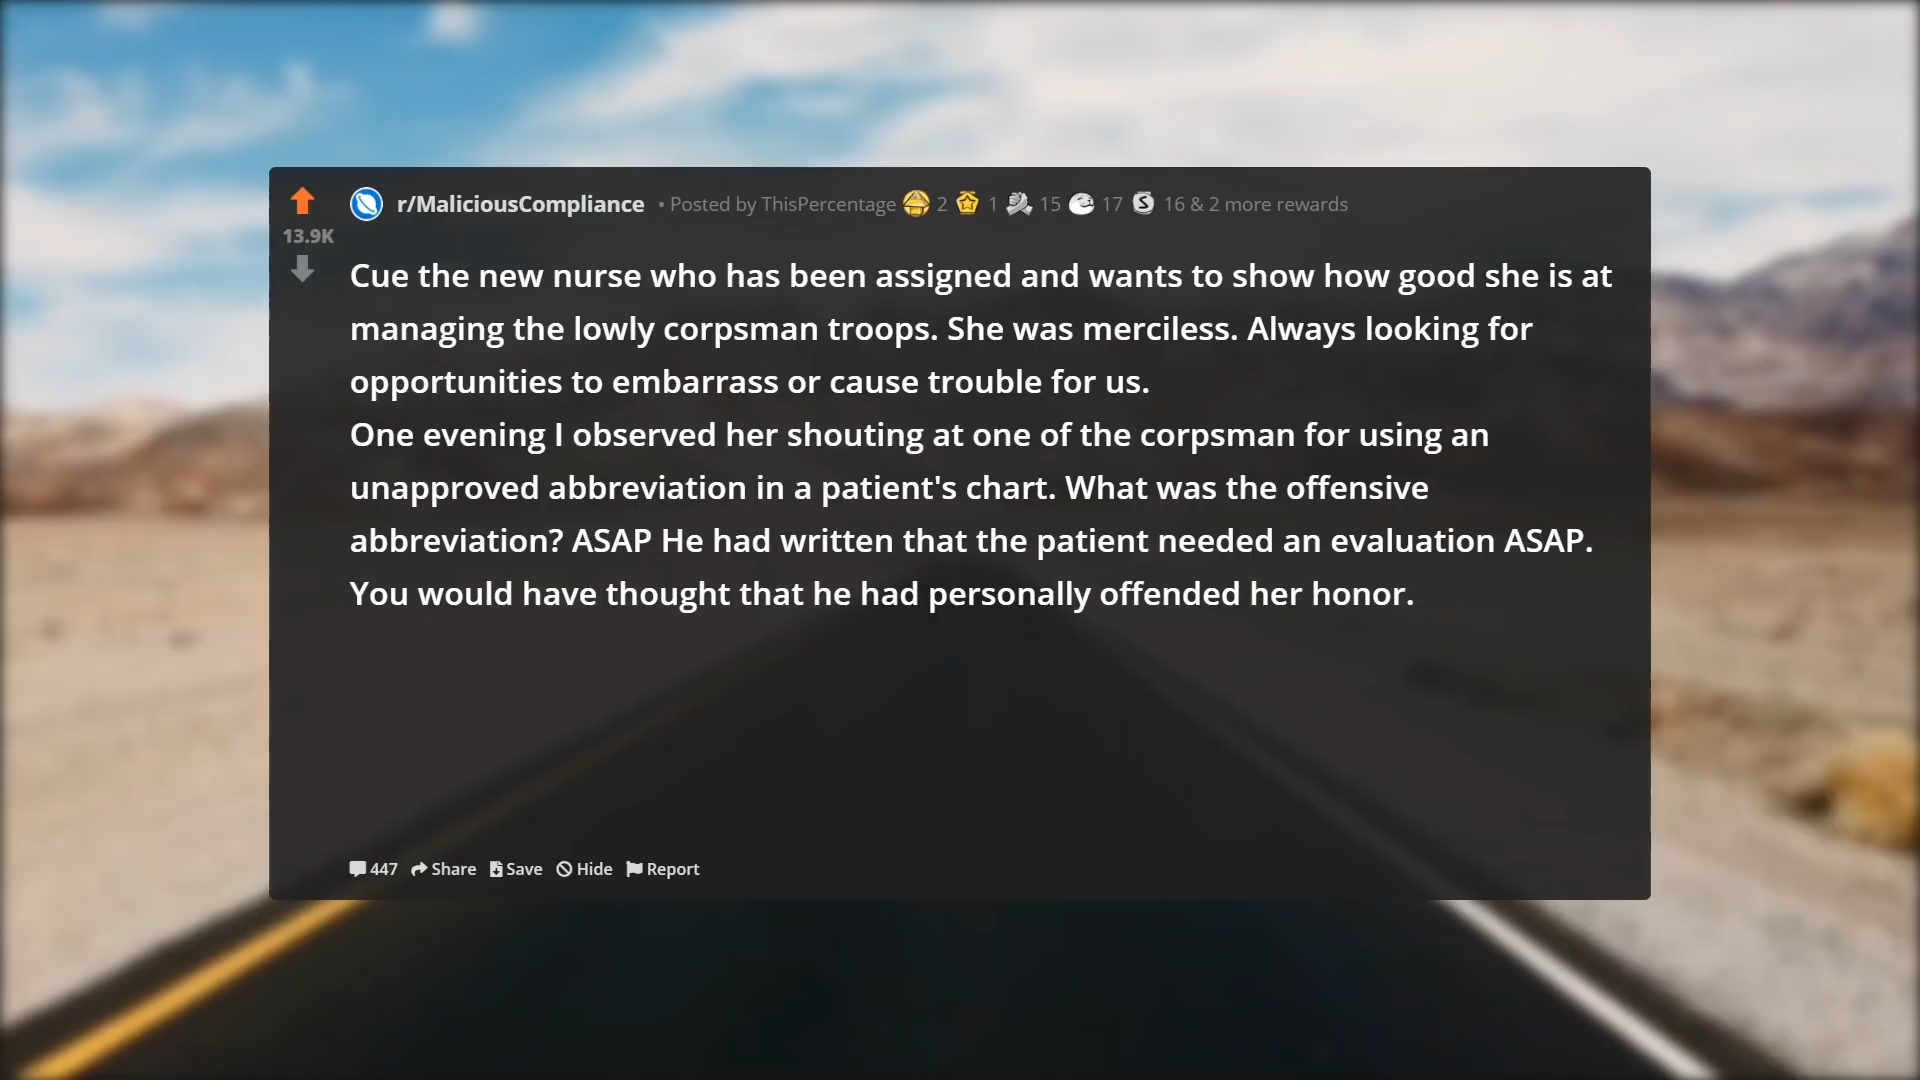 r/MaliciousCompliance • Posted by ThisPercentage 2 1 15 17 16 & 2 more rewards
13.9K
Cue the new nurse who has been assigned and wants to show how good she is at
managing the lowly corpsman troops. She was merciless. Always looking for
opportunities to embarrass or cause trouble for us.
One evening I observed her shouting at one of the corpsman for using an
unapproved abbreviation in a patient's chart. What was the offensive
abbreviation? ASAP He had written that the patient needed an evaluation ASAP.
You would have thought that he had personally offended her honor.
447 Share Save Hide Report